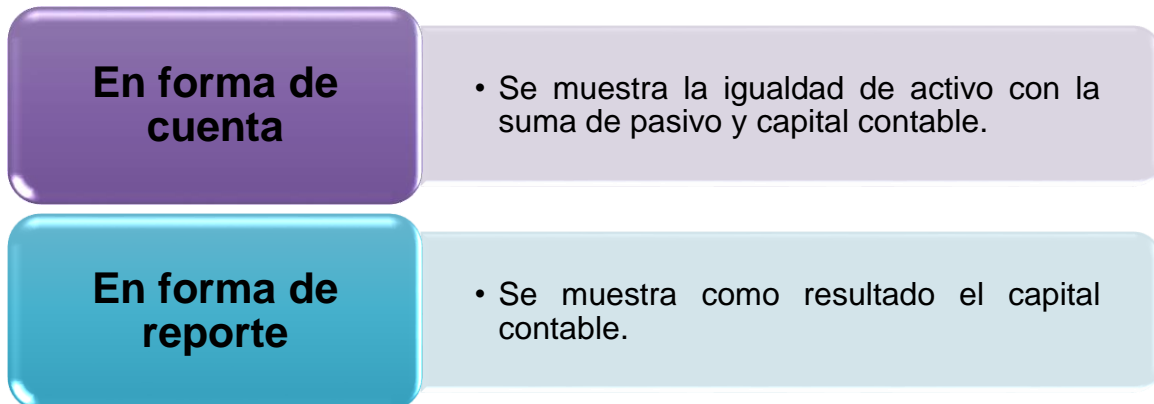 En forma de
cuenta
• Se muestra la igualdad de activo con la
suma de pasivo y capital contable.
En forma de
reporte
• Se muestra como resultado el capital
contable.